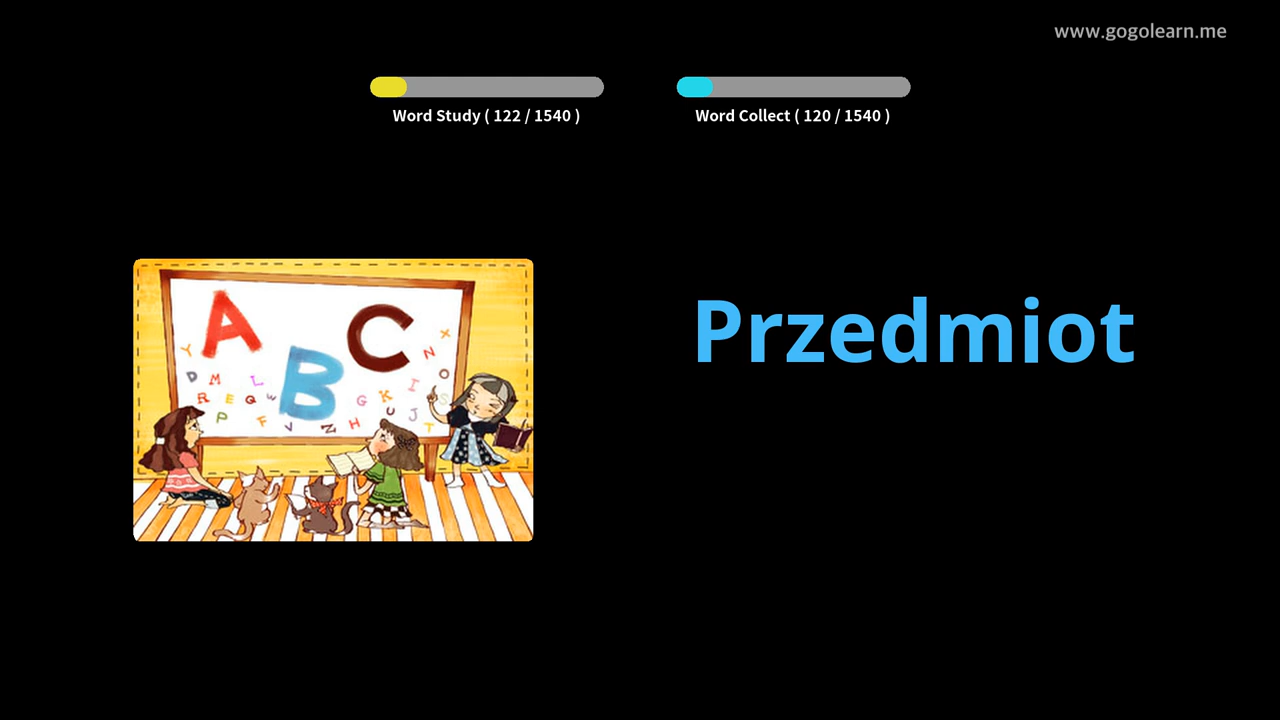 www.gogolearn.me
Word Study ( 122 / 1540 )
Word Collect ( 120 / 1540 )
Przedmiot
A
B
C
Y
D M L
R E Q W
P F V Z H
G K I N X O S
U J T